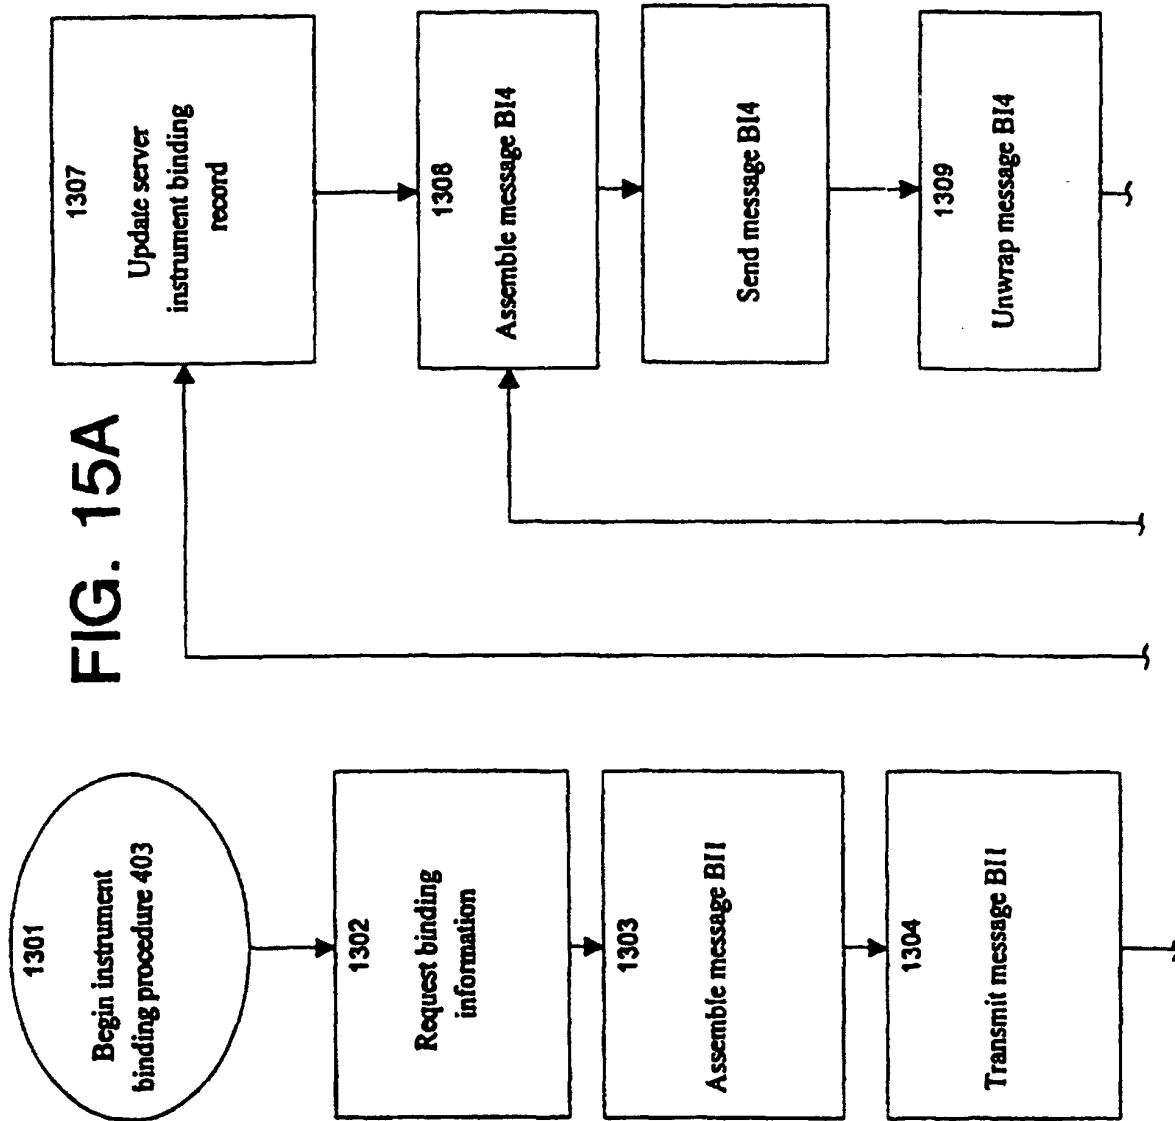 FIG. 15A
1301
Begin instrument
binding procedure 403
1302
Request binding
information
1303
Assemble message BI1
1304
Transmit message BI1
1307
Update server
instrument binding
record
1308
Assemble message BI4
Send message BI4
1309
Unwrap message BI4